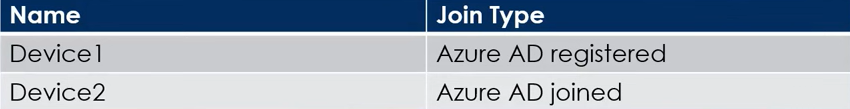 Name Join Type
Device1 Azure AD registered
Device2 Azure AD joined